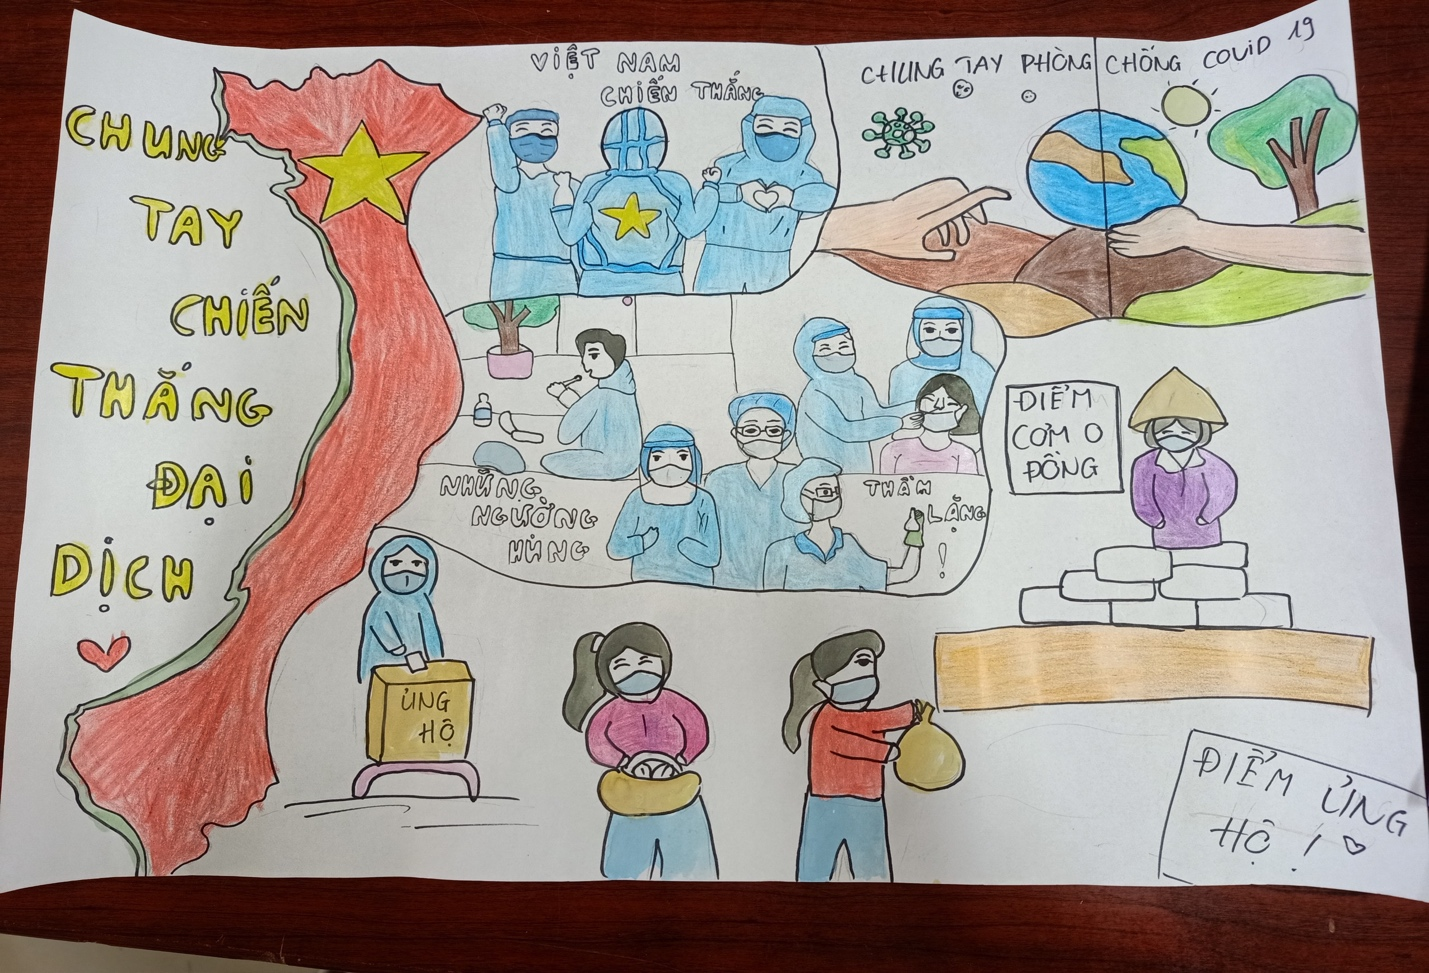 CHUNG
TAY
CHIẾN
THẮNG
ĐẠI
DỊCH
VIỆT NAM
CHIẾN THẮNG
CHUNG TAY PHÒNG CHỐNG COVID 19
NHỮNG
NGƯỜNG
HÙNG
THẦM
LẶNG
!
ĐIỂM
CƠM 0
ĐỒNG
ỦNG
HỘ
ĐIỂM ỦNG
HỘ !